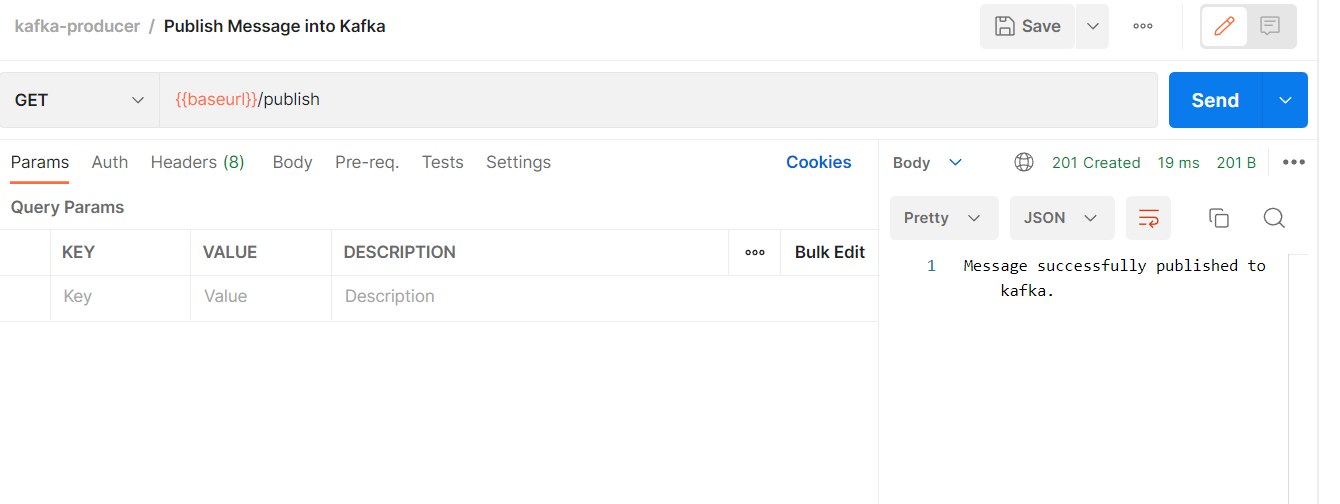 kafka-producer / Publish Message into Kafka
Save
GET
{{baseurl}}/publish
Send
Params Auth Headers (8) Body Pre-req. Tests Settings Cookies
Query Params
KEY VALUE DESCRIPTION Bulk Edit
Key Value Description
Body 201 Created 19 ms 201 B
Pretty JSON
1 Message successfully published to
kafka.